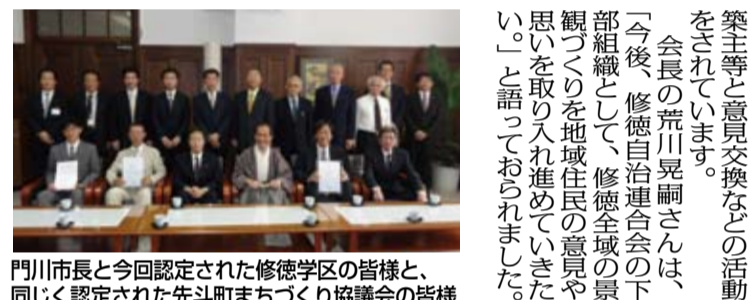 築主等と意見交換などの活動
をされています。
会長の荒川晃嗣さんは、
「今後、修徳自治連合会の下
部組織として、修徳全域の景
観づくりを地域住民の意見や
思いを取り入れ進めていきた
い。」と語っておられました。
門川市長と今回認定された修徳学区の皆様と、
同じく認定された先斗町まちづくり協議会の皆様